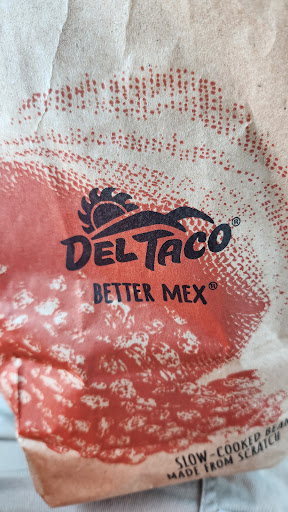 DEL TACO®
BETTER MEX®
SLOW-COOKED BEAN
MADE FROM SCRATCH